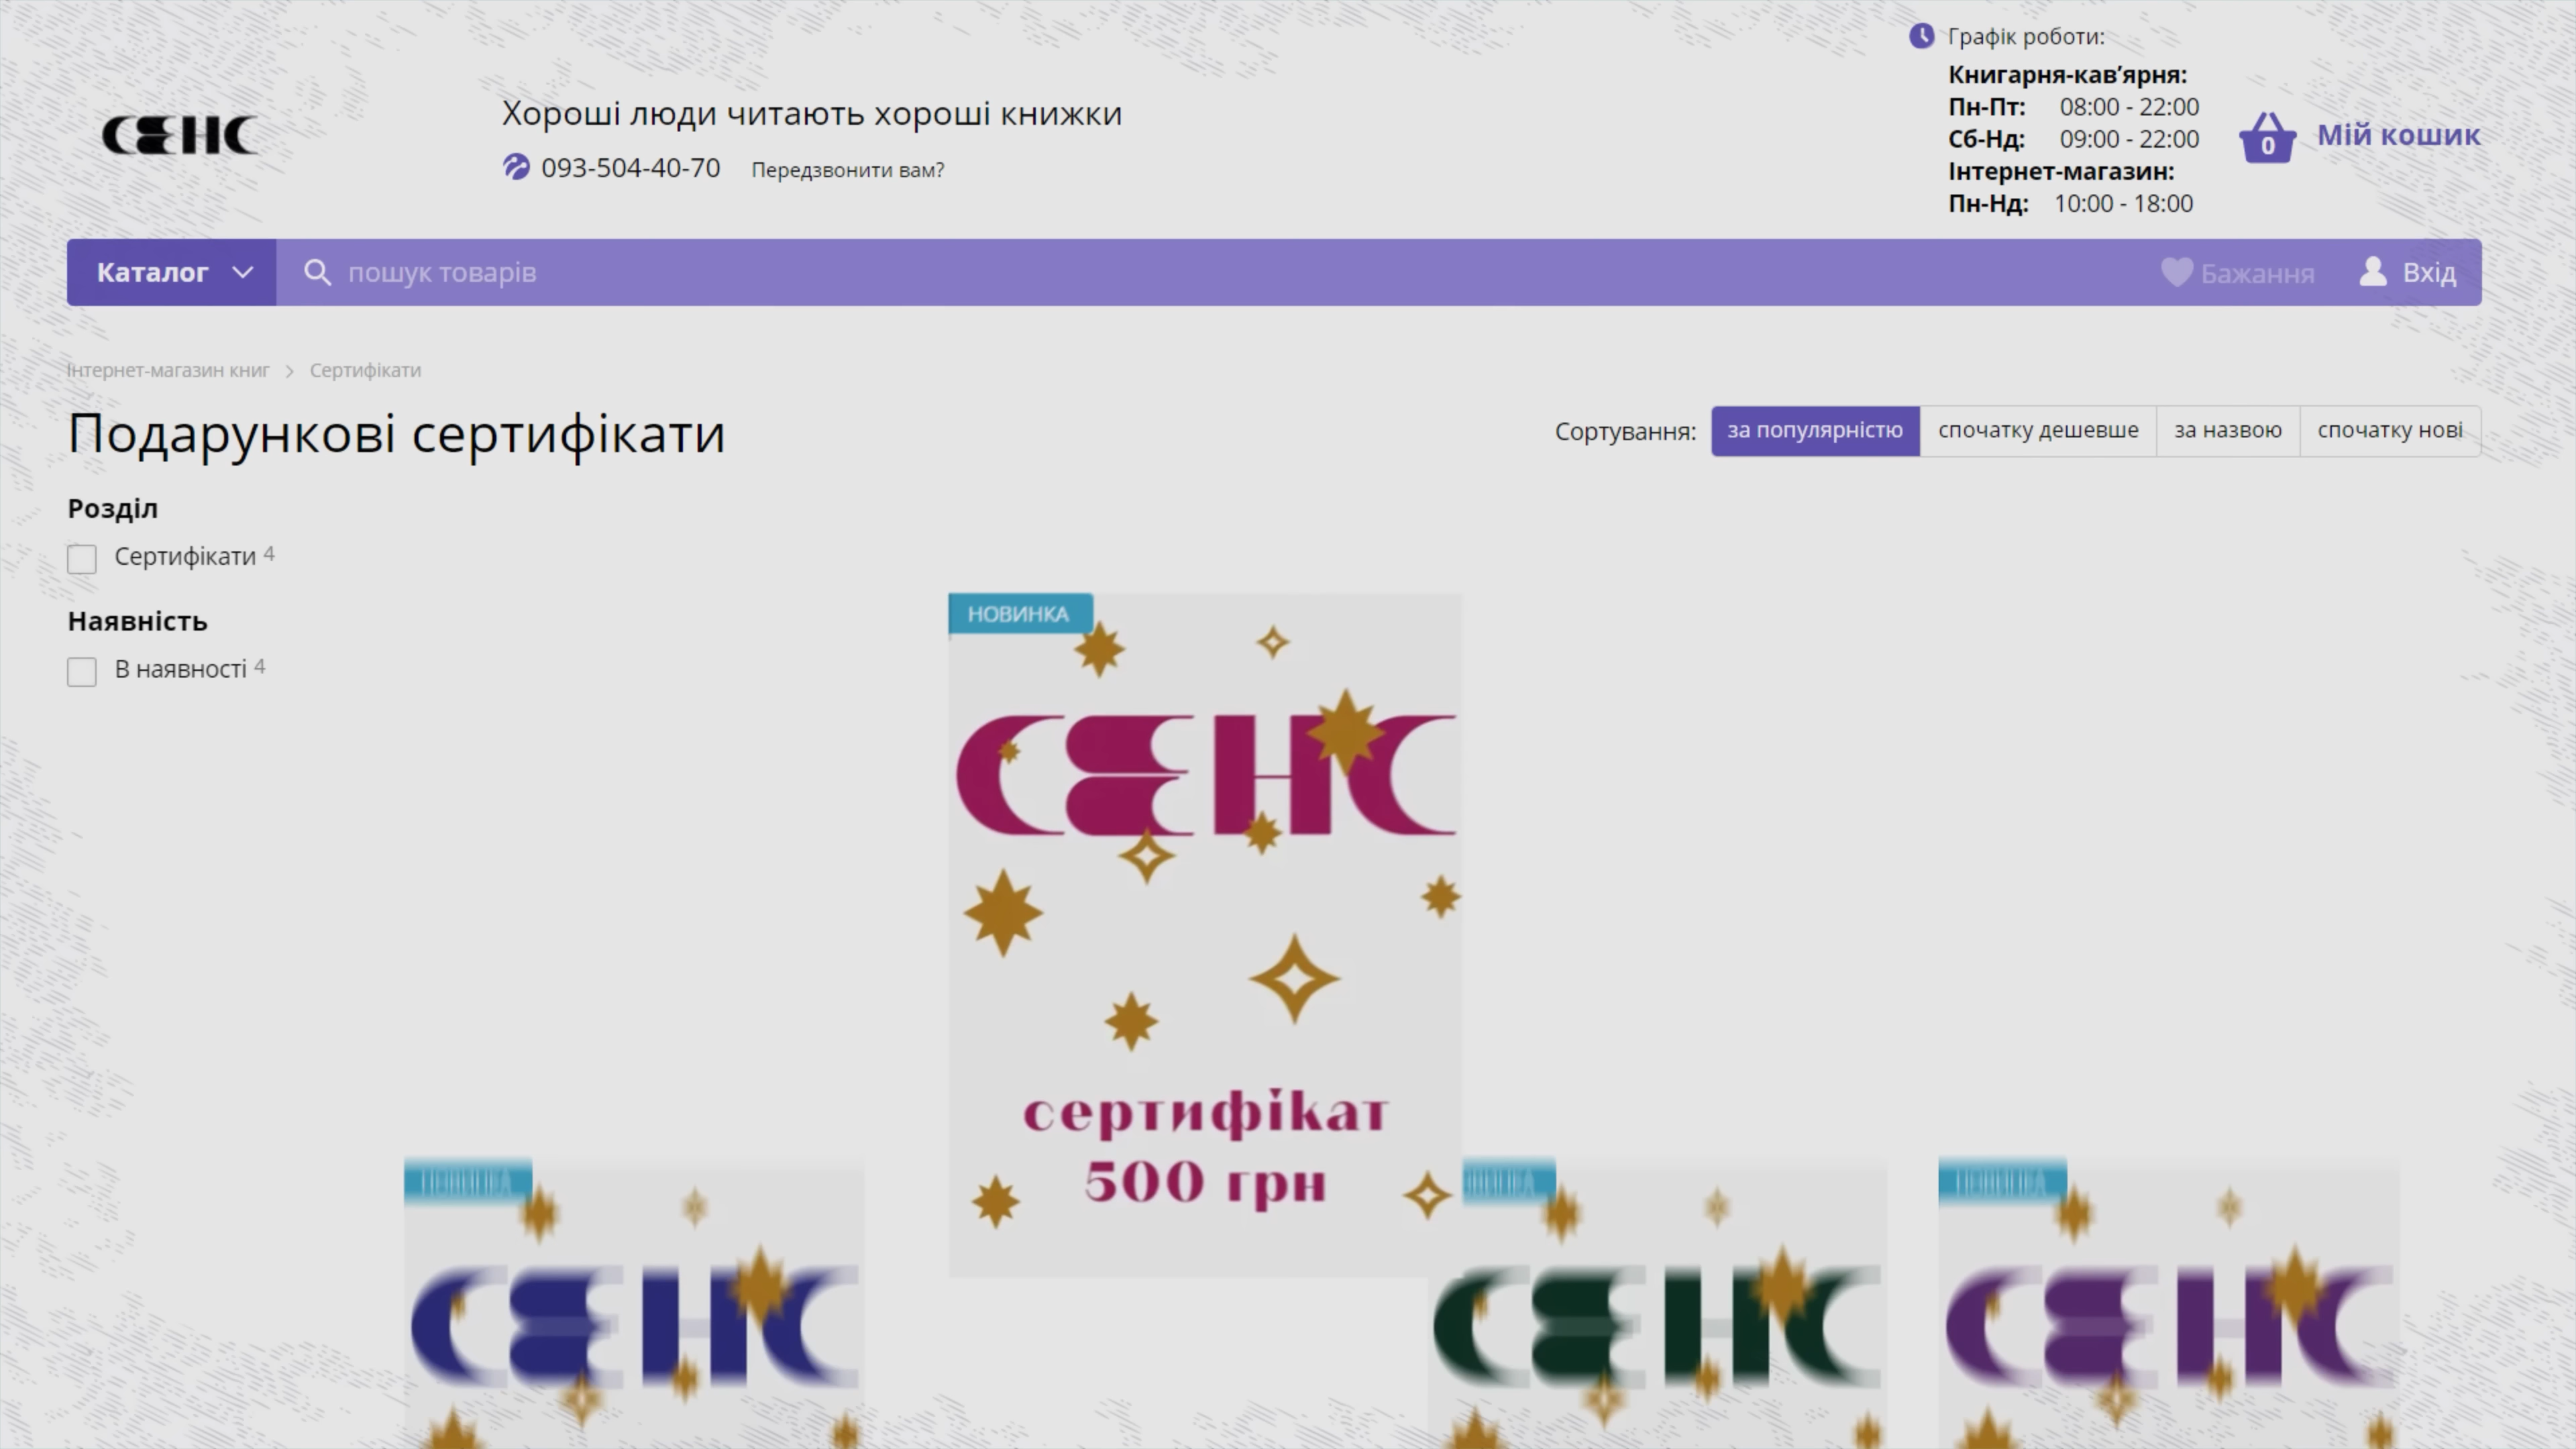 Графік роботи:
Книгарня-кав’ярня:
Пн-Пт: 08:00 - 22:00
Сб-Нд: 09:00 - 22:00
Інтернет-магазин:
Пн-Нд: 10:00 - 18:00
СЕНС
Хороші люди читають хороші книжки
093-504-40-70 Передзвонити вам?
0 Мій кошик
Каталог пошук товарів Бажання Вхід
Інтернет-магазин книг > Сертифікати
Подарункові сертифікати
Сортування: за популярністю спочатку дешевше за назвою спочатку нові
Розділ
Сертифікати 4
Наявність
В наявності 4
НОВИНКА
СЕНС
сертифікат
500 грн
НОВИНКА
СЕНС
СЕНС
НОВИНКА
СЕНС